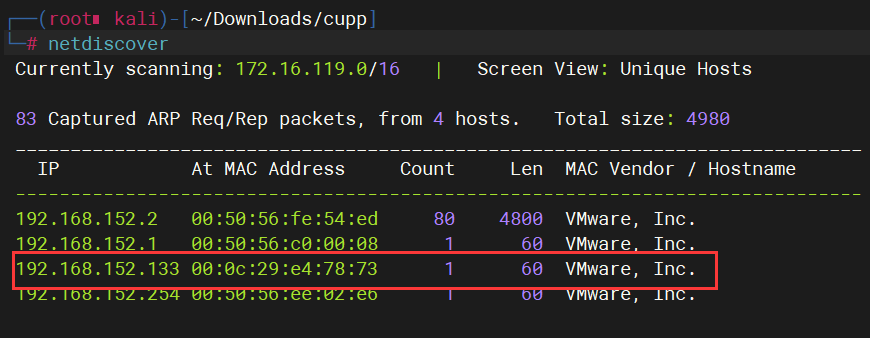 ┌──(root∎ kali)-[~/Downloads/cupp]
└─# netdiscover
Currently scanning: 172.16.119.0/16   |   Screen View: Unique Hosts
83 Captured ARP Req/Rep packets, from 4 hosts.   Total size: 4980
_____________________________________________________________________________
  IP            At MAC Address     Count     Len  MAC Vendor / Hostname
-----------------------------------------------------------------------------
192.168.152.2   00:50:56:fe:54:ed     80    4800  VMware, Inc.
192.168.152.1   00:50:56:c0:00:08      1      60  VMware, Inc.
192.168.152.133 00:0c:29:e4:78:73      1      60  VMware, Inc.
192.168.152.254 00:50:56:ee:02:e6      1      60  VMware, Inc.